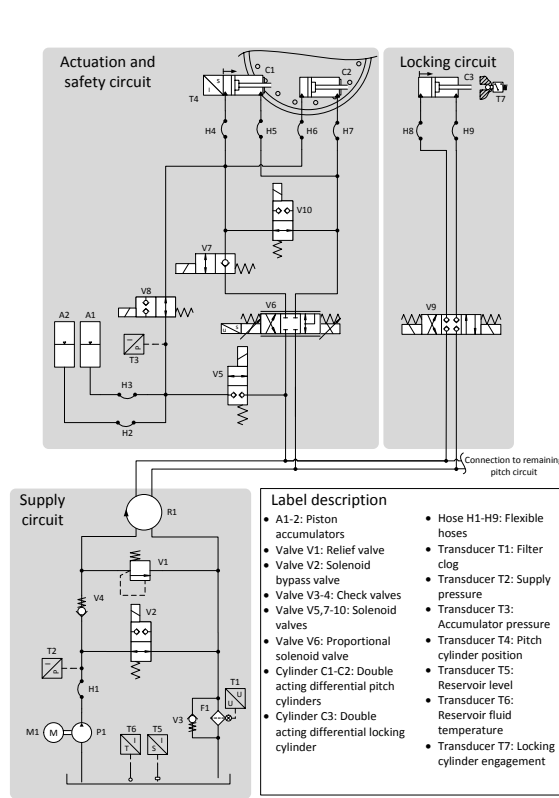 Actuation and
safety circuit
Locking circuit
C1
C2
C3
T4
S
I
T7
H4
H5
H6
H7
H8
H9
V10
V7
V8
V6
V9
A2
A1
U
S
I
P
T3
V5
H3
H2
Connection to remaining
pitch circuit
Supply
circuit
R1
V1
V4
V2
T2
I
P
H1
T1
U
U
M1
M
P1
T6
T5
I
T
I
S
V3
F1
Label description
• A1-2: Piston
accumulators
• Valve V1: Relief valve
• Valve V2: Solenoid
bypass valve
• Valve V3-4: Check valves
• Valve V5,7-10: Solenoid
valves
• Valve V6: Proportional
solenoid valve
• Cylinder C1-C2: Double
acting differential pitch
cylinders
• Cylinder C3: Double
acting differential locking
cylinder
• Hose H1-H9: Flexible
hoses
• Transducer T1: Filter
clog
• Transducer T2: Supply
pressure
• Transducer T3:
Accumulator pressure
• Transducer T4: Pitch
cylinder position
• Transducer T5:
Reservoir level
• Transducer T6:
Reservoir fluid
temperature
• Transducer T7: Locking
cylinder engagement